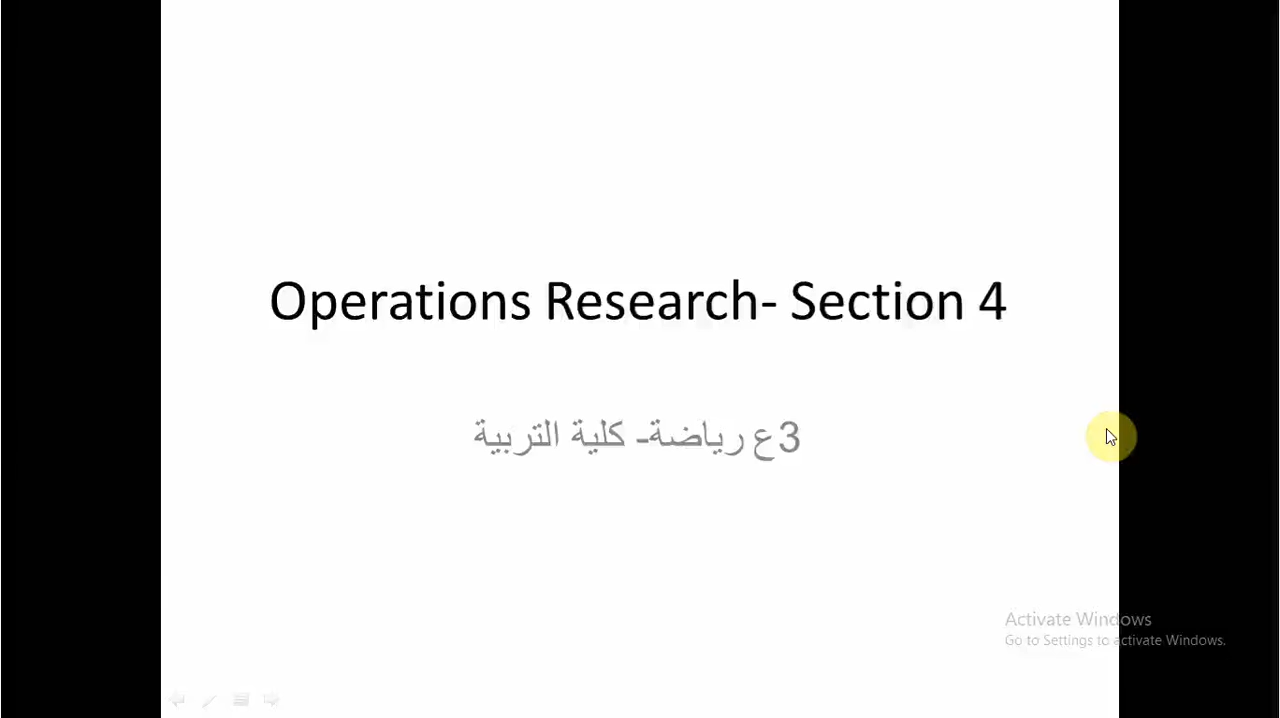 Operations Research- Section 4
3ع رياضة- كلية التربية
Activate Windows
Go to Settings to activate Windows.